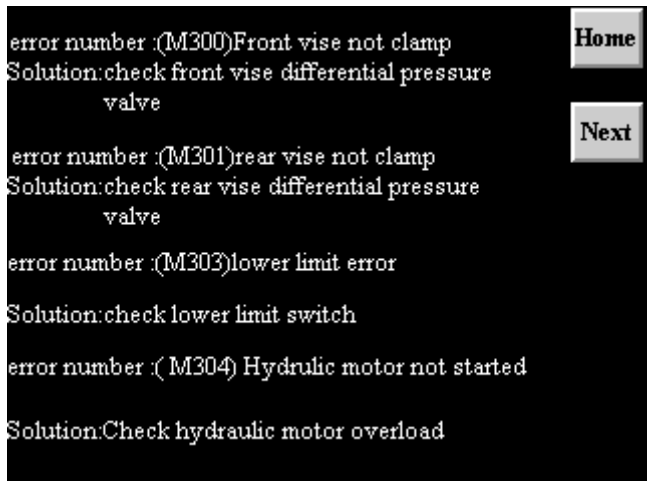 error number :(M300)Front vise not clamp
Home
Solution:check front vise differential pressure
valve
Next
error number :(M301)rear vise not clamp
Solution:check rear vise differential pressure
valve
error number :(M303)lower limit error
Solution:check lower limit switch
error number :( M304) Hydrulic motor not started
Solution:Check hydraulic motor overload